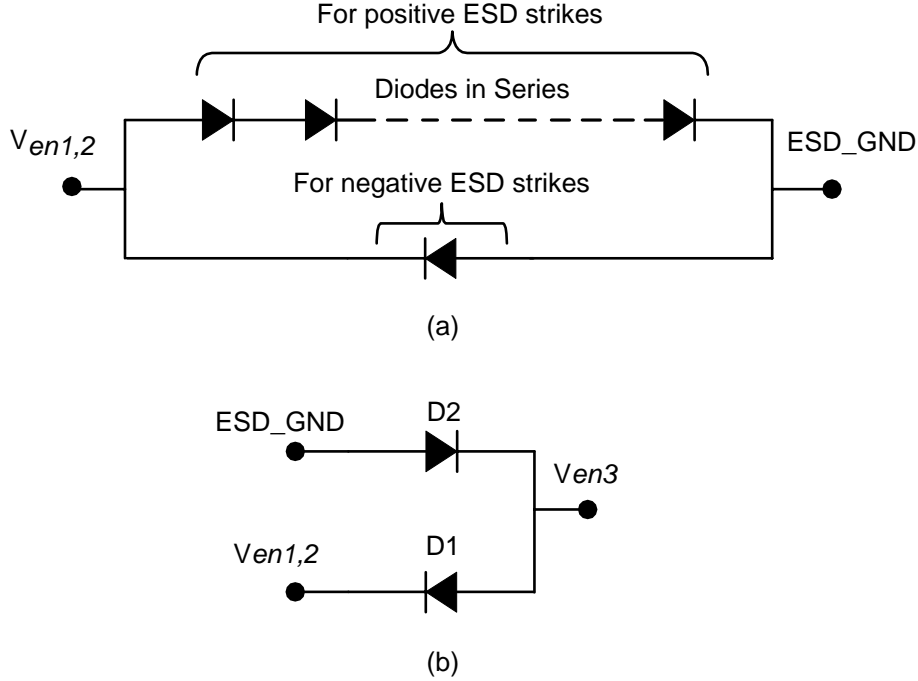 For positive ESD strikes
Diodes in Series
Ven1,2
ESD_GND
For negative ESD strikes
(a)
ESD_GND
D2
Ven3
Ven1,2
D1
(b)